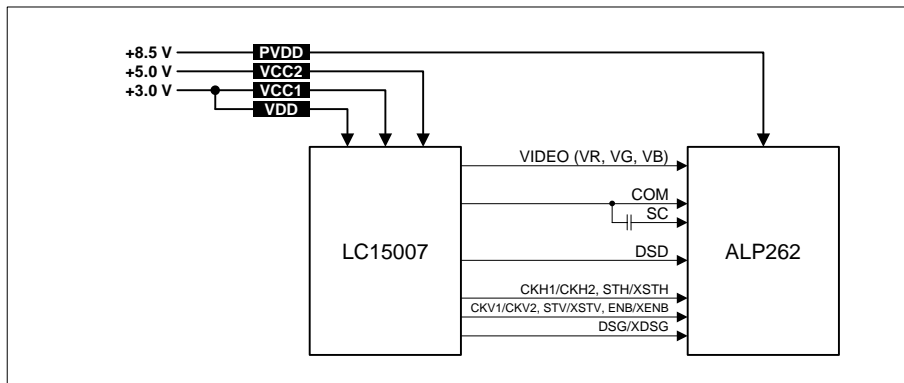 +8.5 V PVDD
+5.0 V VCC2
+3.0 V VCC1
VDD
VIDEO (VR, VG, VB)
COM
SC
LC15007
DSD
ALP262
CKH1/CKH2, STH/XSTH
CKV1/CKV2, STV/XSTV, ENB/XENB
DSG/XDSG